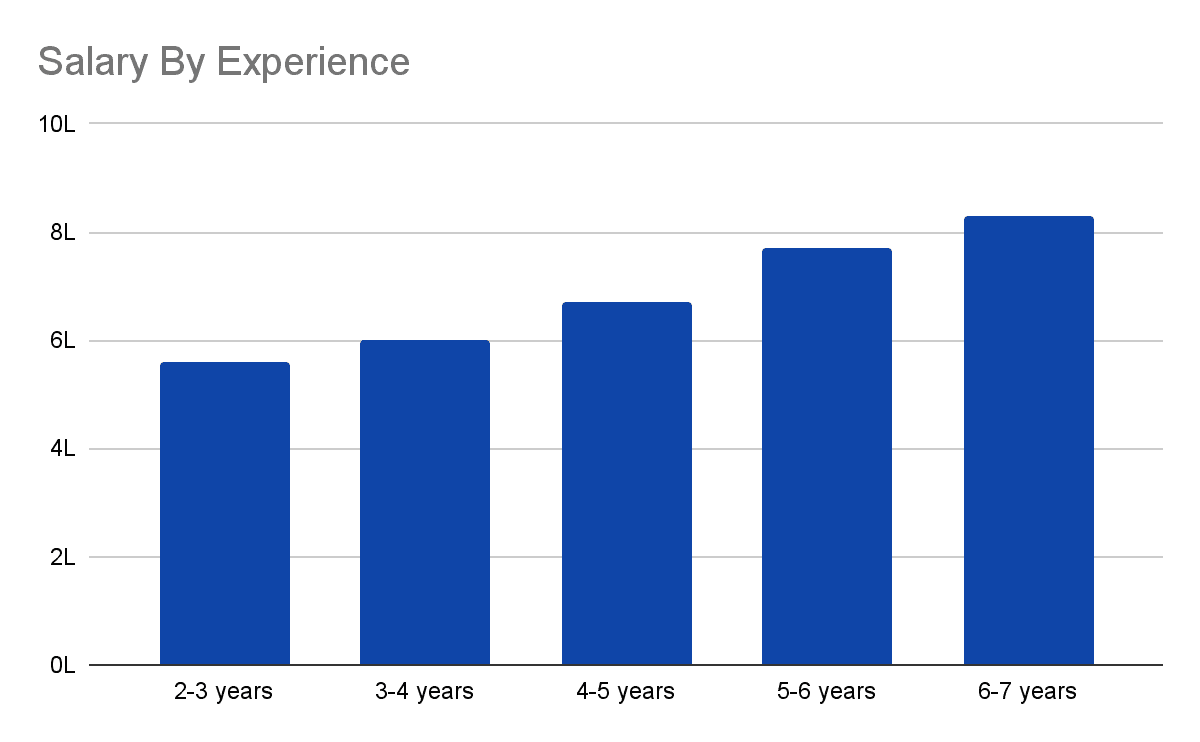 Salary By Experience
10L
8L
6L
4L
2L
0L
2-3 years 3-4 years 4-5 years 5-6 years 6-7 years